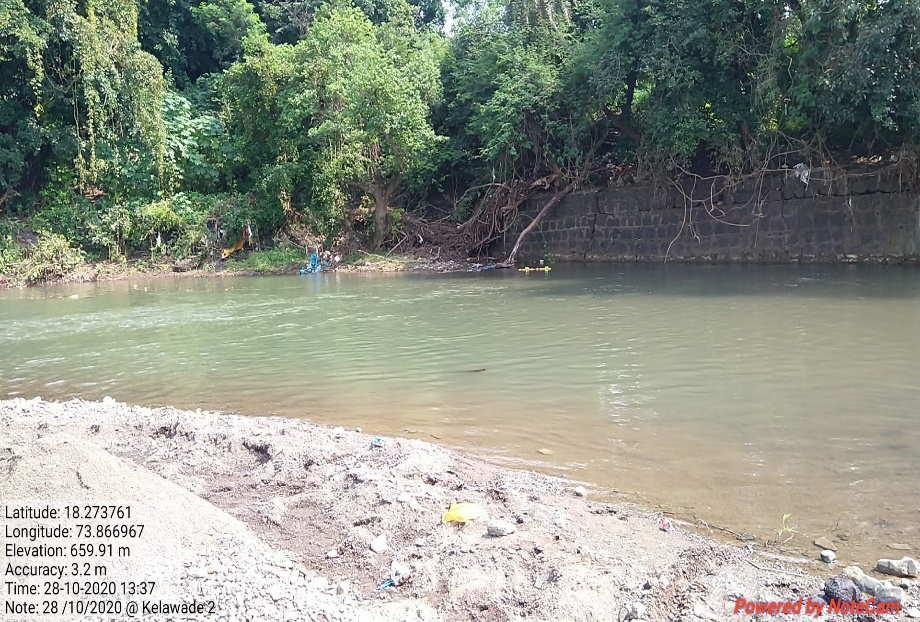 Latitude: 18.273761
Longitude: 73.866967
Elevation: 659.91 m
Accuracy: 3.2 m
Time: 28-10-2020 13:37
Note: 28 /10/2020 @ Kelawade 2
Powered by NoteCam